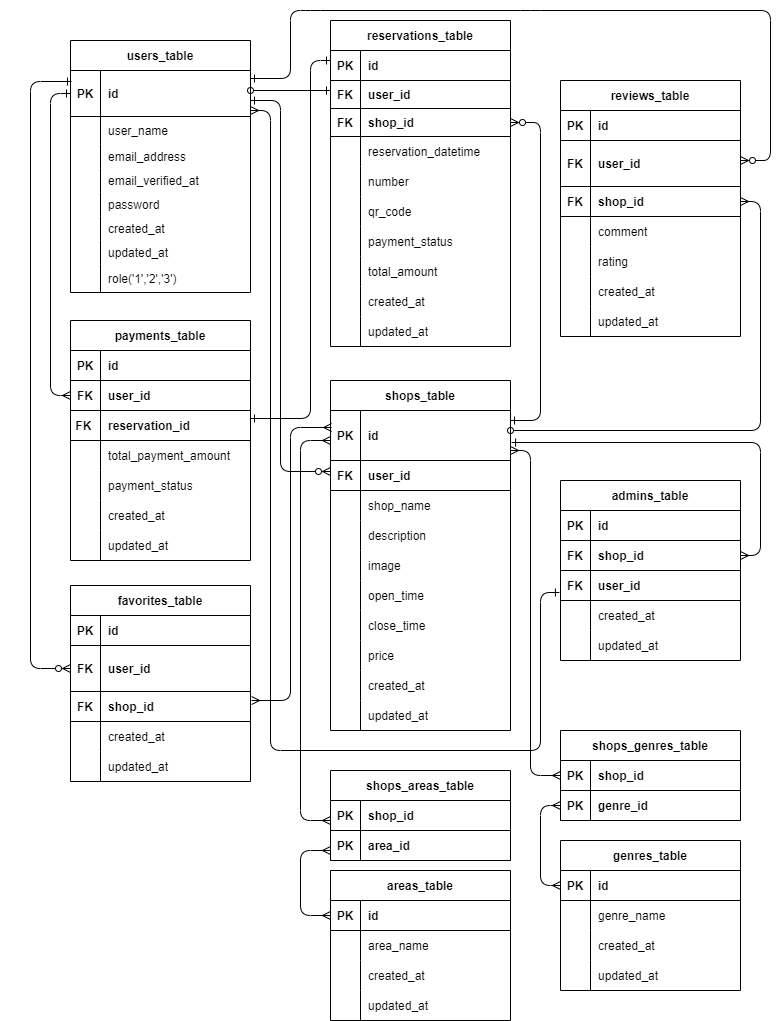 users_table
PK id
user_name
email_address
email_verified_at
password
created_at
updated_at
role('1','2','3')
payments_table
PK id
FK user_id
FK reservation_id
total_payment_amount
payment_status
created_at
updated_at
favorites_table
PK id
FK user_id
FK shop_id
created_at
updated_at
reservations_table
PK id
FK user_id
FK shop_id
reservation_datetime
number
qr_code
payment_status
total_amount
created_at
updated_at
shops_table
PK id
FK user_id
shop_name
description
image
open_time
close_time
price
created_at
updated_at
shops_areas_table
PK shop_id
PK area_id
areas_table
PK id
area_name
created_at
updated_at
reviews_table
PK id
FK user_id
FK shop_id
comment
rating
created_at
updated_at
admins_table
PK id
FK shop_id
FK user_id
created_at
updated_at
shops_genres_table
PK shop_id
PK genre_id
genres_table
PK id
genre_name
created_at
updated_at